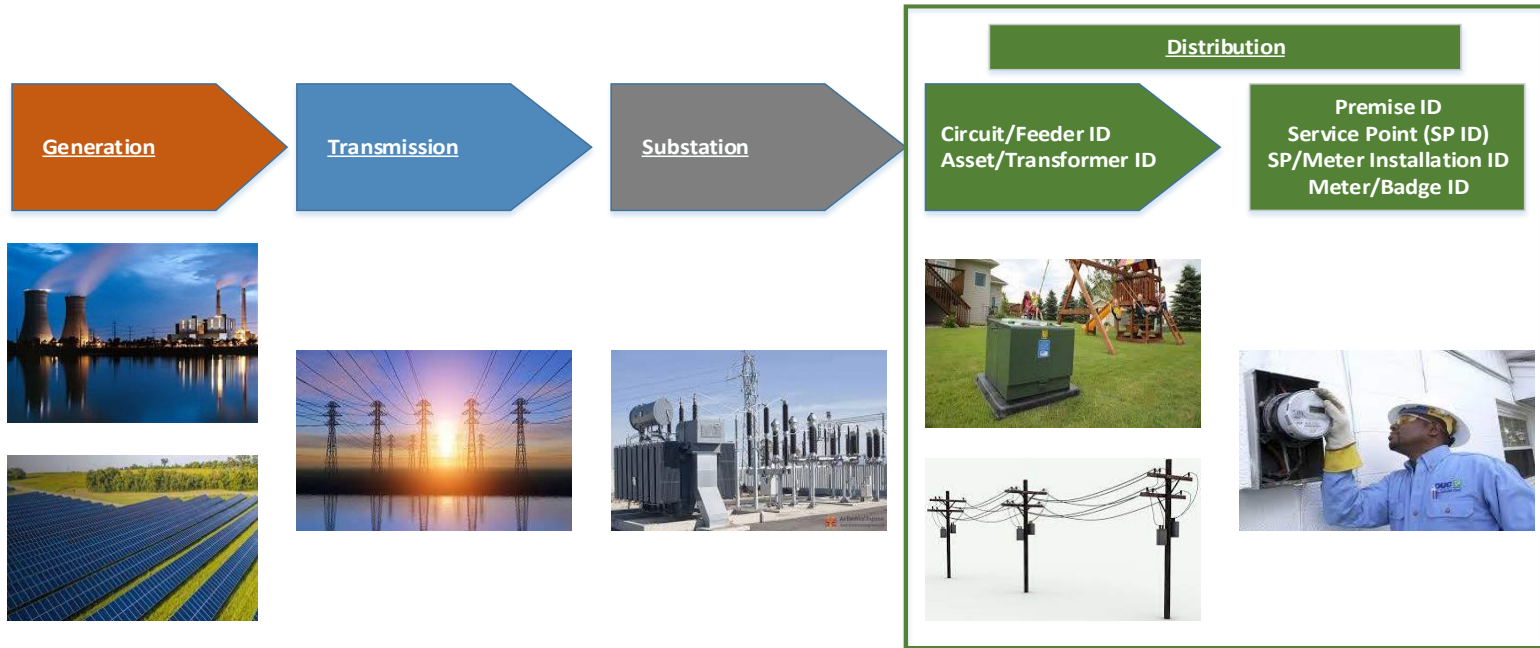 Distribution
Generation
Transmission
Substation
Circuit/Feeder ID
Asset/Transformer ID
Premise ID
Service Point (SP ID)
SP/Meter Installation ID
Meter/Badge ID